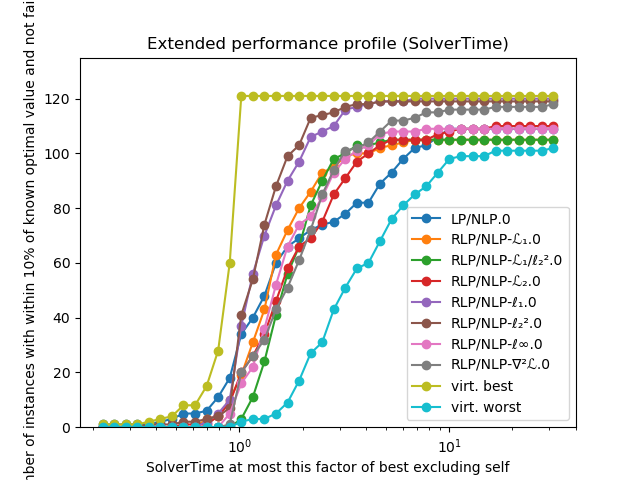 Extended performance profile (SolverTime)
of instances with within 10% of known optimal value and not
120
100
80
60
40
20
0
10⁰
10¹
SolverTime at most this factor of best excluding self
LP/NLP.0
RLP/NLP-ℒ₁.0
RLP/NLP-ℒ₁/ℓ₂².0
RLP/NLP-ℒ₂.0
RLP/NLP-ℓ₁.0
RLP/NLP-ℓ₂².0
RLP/NLP-ℓ∞.0
RLP/NLP-∇²ℒ.0
virt. best
virt. worst